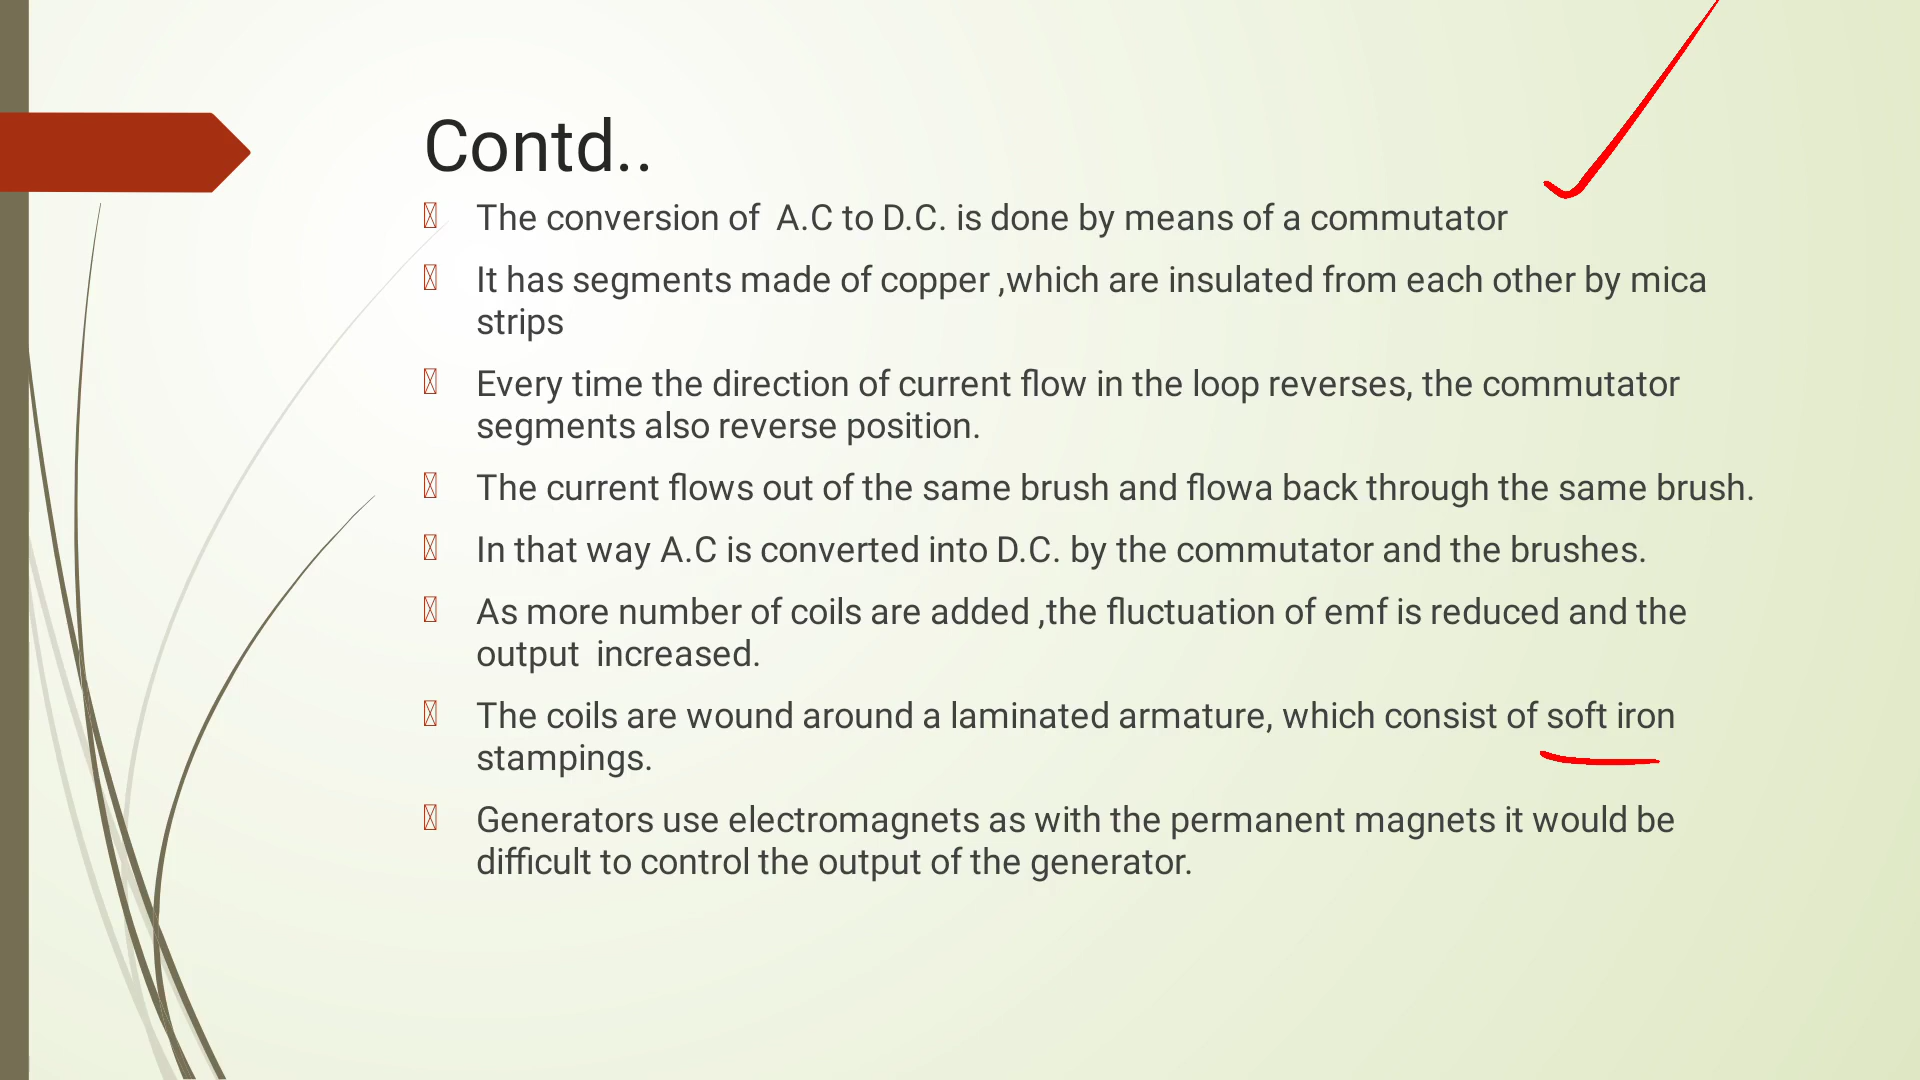 Contd..
The conversion of  A.C to D.C. is done by means of a commutator
It has segments made of copper ,which are insulated from each other by mica
strips
Every time the direction of current flow in the loop reverses, the commutator
segments also reverse position.
The current flows out of the same brush and flowa back through the same brush.
In that way A.C is converted into D.C. by the commutator and the brushes.
As more number of coils are added ,the fluctuation of emf is reduced and the
output  increased.
The coils are wound around a laminated armature, which consist of soft iron
stampings.
Generators use electromagnets as with the permanent magnets it would be
difficult to control the output of the generator.